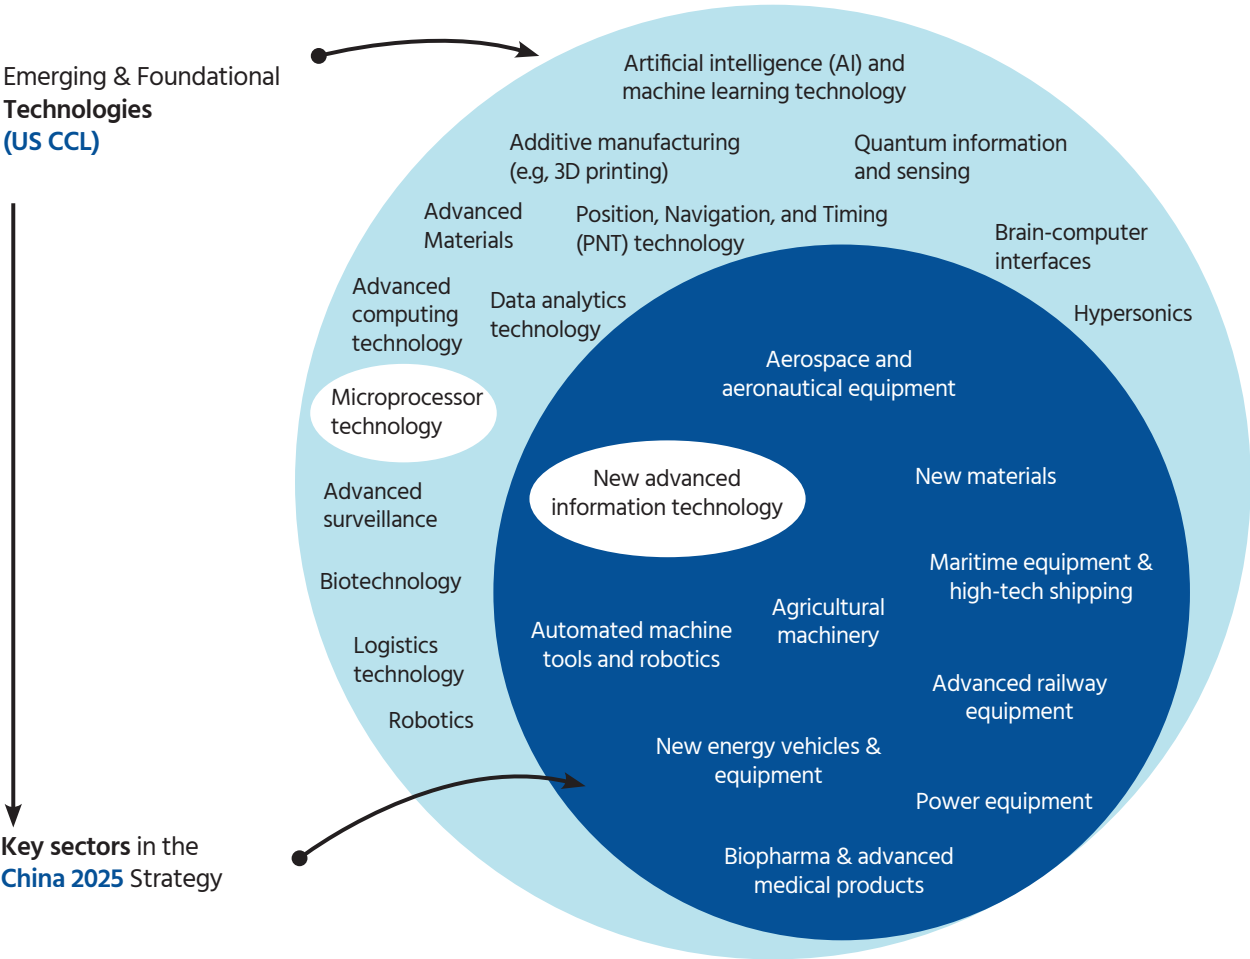 Emerging & Foundational
Technologies
(US CCL)
Artificial intelligence (AI) and
machine learning technology
Additive manufacturing
(e.g, 3D printing)
Quantum information
and sensing
Advanced
Materials
Position, Navigation, and Timing
(PNT) technology
Brain-computer
interfaces
Advanced
computing
technology
Data analytics
technology
Hypersonics
Microprocessor
technology
Advanced
surveillance
Biotechnology
Logistics
technology
Robotics
Aerospace and
aeronautical equipment
New advanced
information technology
New materials
Maritime equipment &
high-tech shipping
Agricultural
machinery
Automated machine
tools and robotics
Advanced railway
equipment
New energy vehicles &
equipment
Power equipment
Biopharma & advanced
medical products
Key sectors in the
China 2025 Strategy